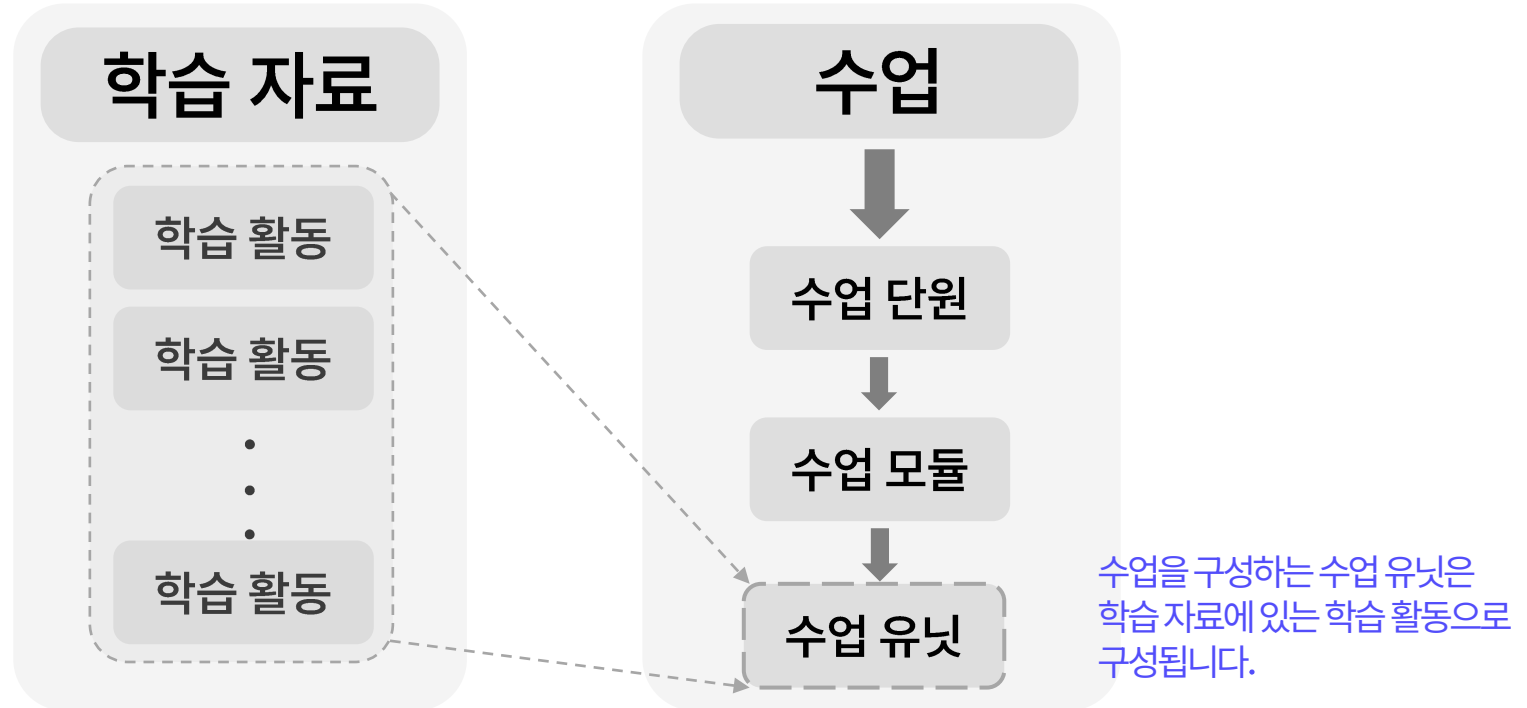 학습 자료
학습 활동
학습 활동
학습 활동
수업
수업 단원
수업 모듈
수업 유닛
수업을 구성하는 수업 유닛은
학습 자료에 있는 학습 활동으로
구성됩니다.